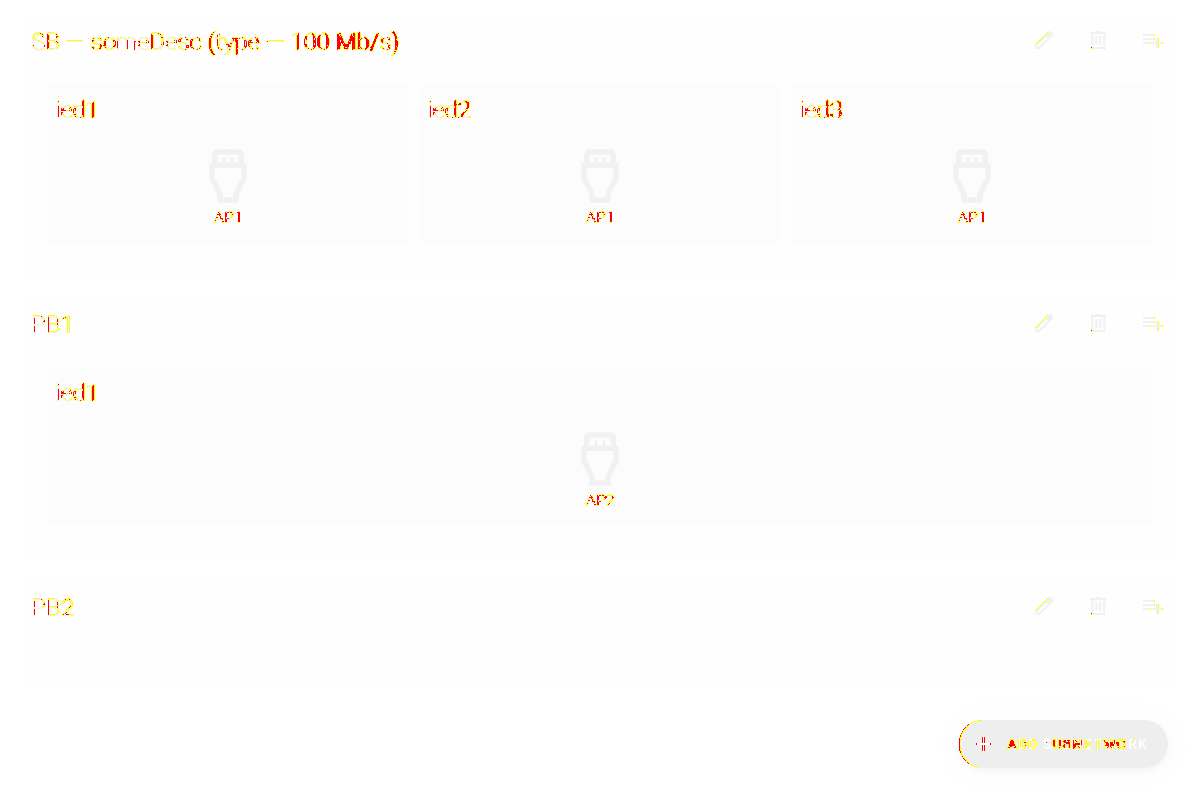 SB — someDesc (type — 100 Mb/s)
ied1 ied2 ied3
AP1 AP1 AP1
PB1
ied1
AP2
PB2
ADD SUBNETWORK